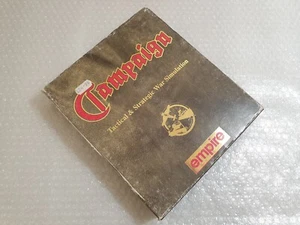 Campaign
Tactical & Strategic War Simulation
empire